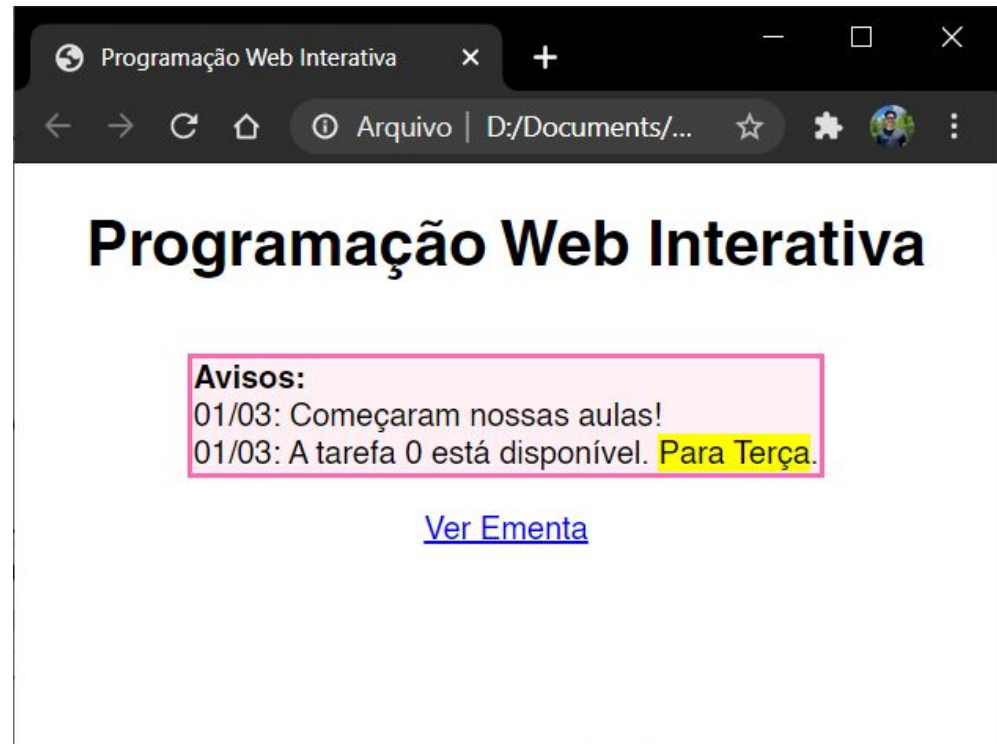 Programação Web Interativa
Arquivo | D:/Documents/...
Programação Web Interativa
Avisos:
01/03: Começaram nossas aulas!
01/03: A tarefa 0 está disponível. Para Terça.
Ver Ementa